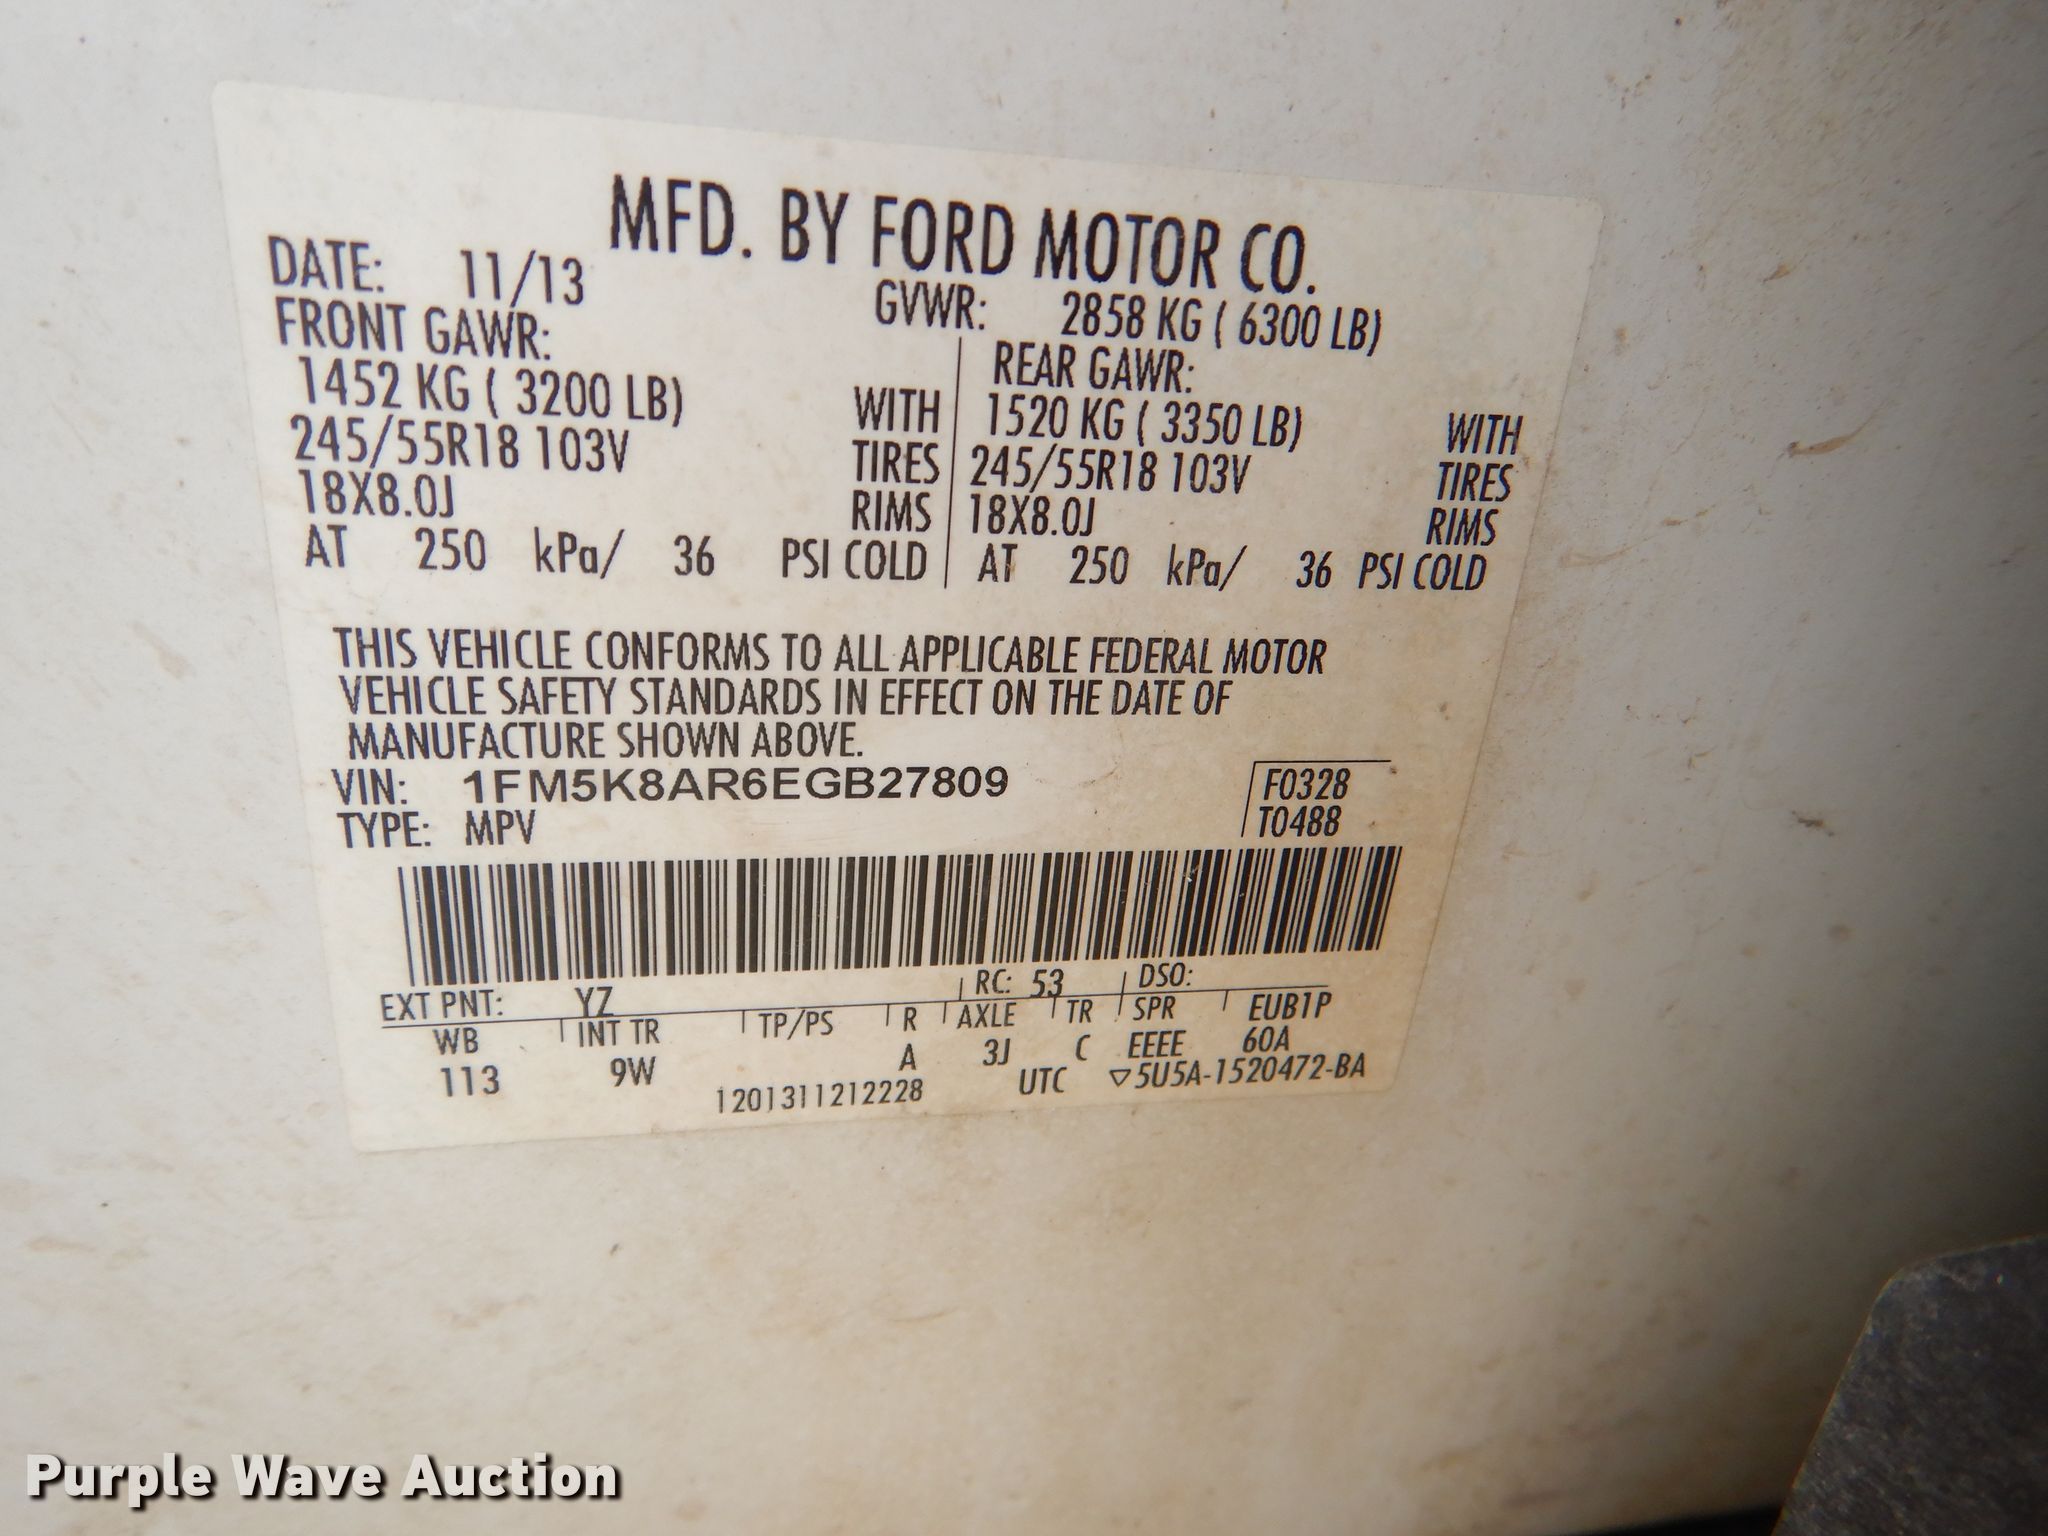 MFD. BY FORD MOTOR CO.
DATE: 11/13 GVWR: 2858 KG ( 6300 LB)
FRONT GAWR: REAR GAWR:
1452 KG ( 3200 LB) WITH 1520 KG ( 3350 LB) WITH
245/55R18 103V TIRES 245/55R18 103V TIRES
18X8.0J RIMS 18X8.0J RIMS
AT 250 kPa/ 36 PSI COLD AT 250 kPa/ 36 PSI COLD
THIS VEHICLE CONFORMS TO ALL APPLICABLE FEDERAL MOTOR
VEHICLE SAFETY STANDARDS IN EFFECT ON THE DATE OF
MANUFACTURE SHOWN ABOVE.
VIN: 1FM5K8AR6EGB27809 F0328
TYPE: MPV T0488
EXT PNT: YZ RC: 53 DSO:
WB INT TR TP/PS R AXLE TR SPR EUB1P
113 9W A 3J C EEEE 60A
1201311212228 UTC ▽5U5A-1520472-BA
Purple Wave Auction